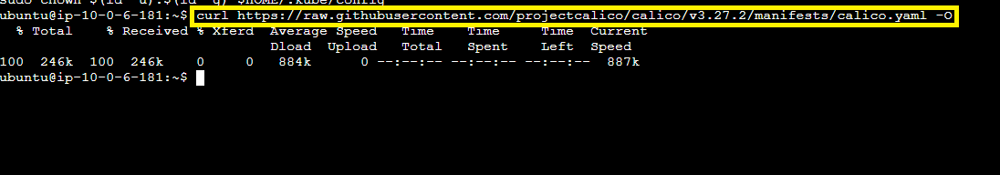 sudo chown $(id -u):$(id -g) $HOME/.kube/config
ubuntu@ip-10-0-6-181:~$ curl https://raw.githubusercontent.com/projectcalico/calico/v3.27.2/manifests/calico.yaml -O
  % Total    % Received % Xferd  Average Speed   Time    Time     Time  Current
                                 Dload  Upload   Total   Spent    Left  Speed
100  246k  100  246k    0     0   884k      0 --:--:-- --:--:-- --:--:--  887k
ubuntu@ip-10-0-6-181:~$